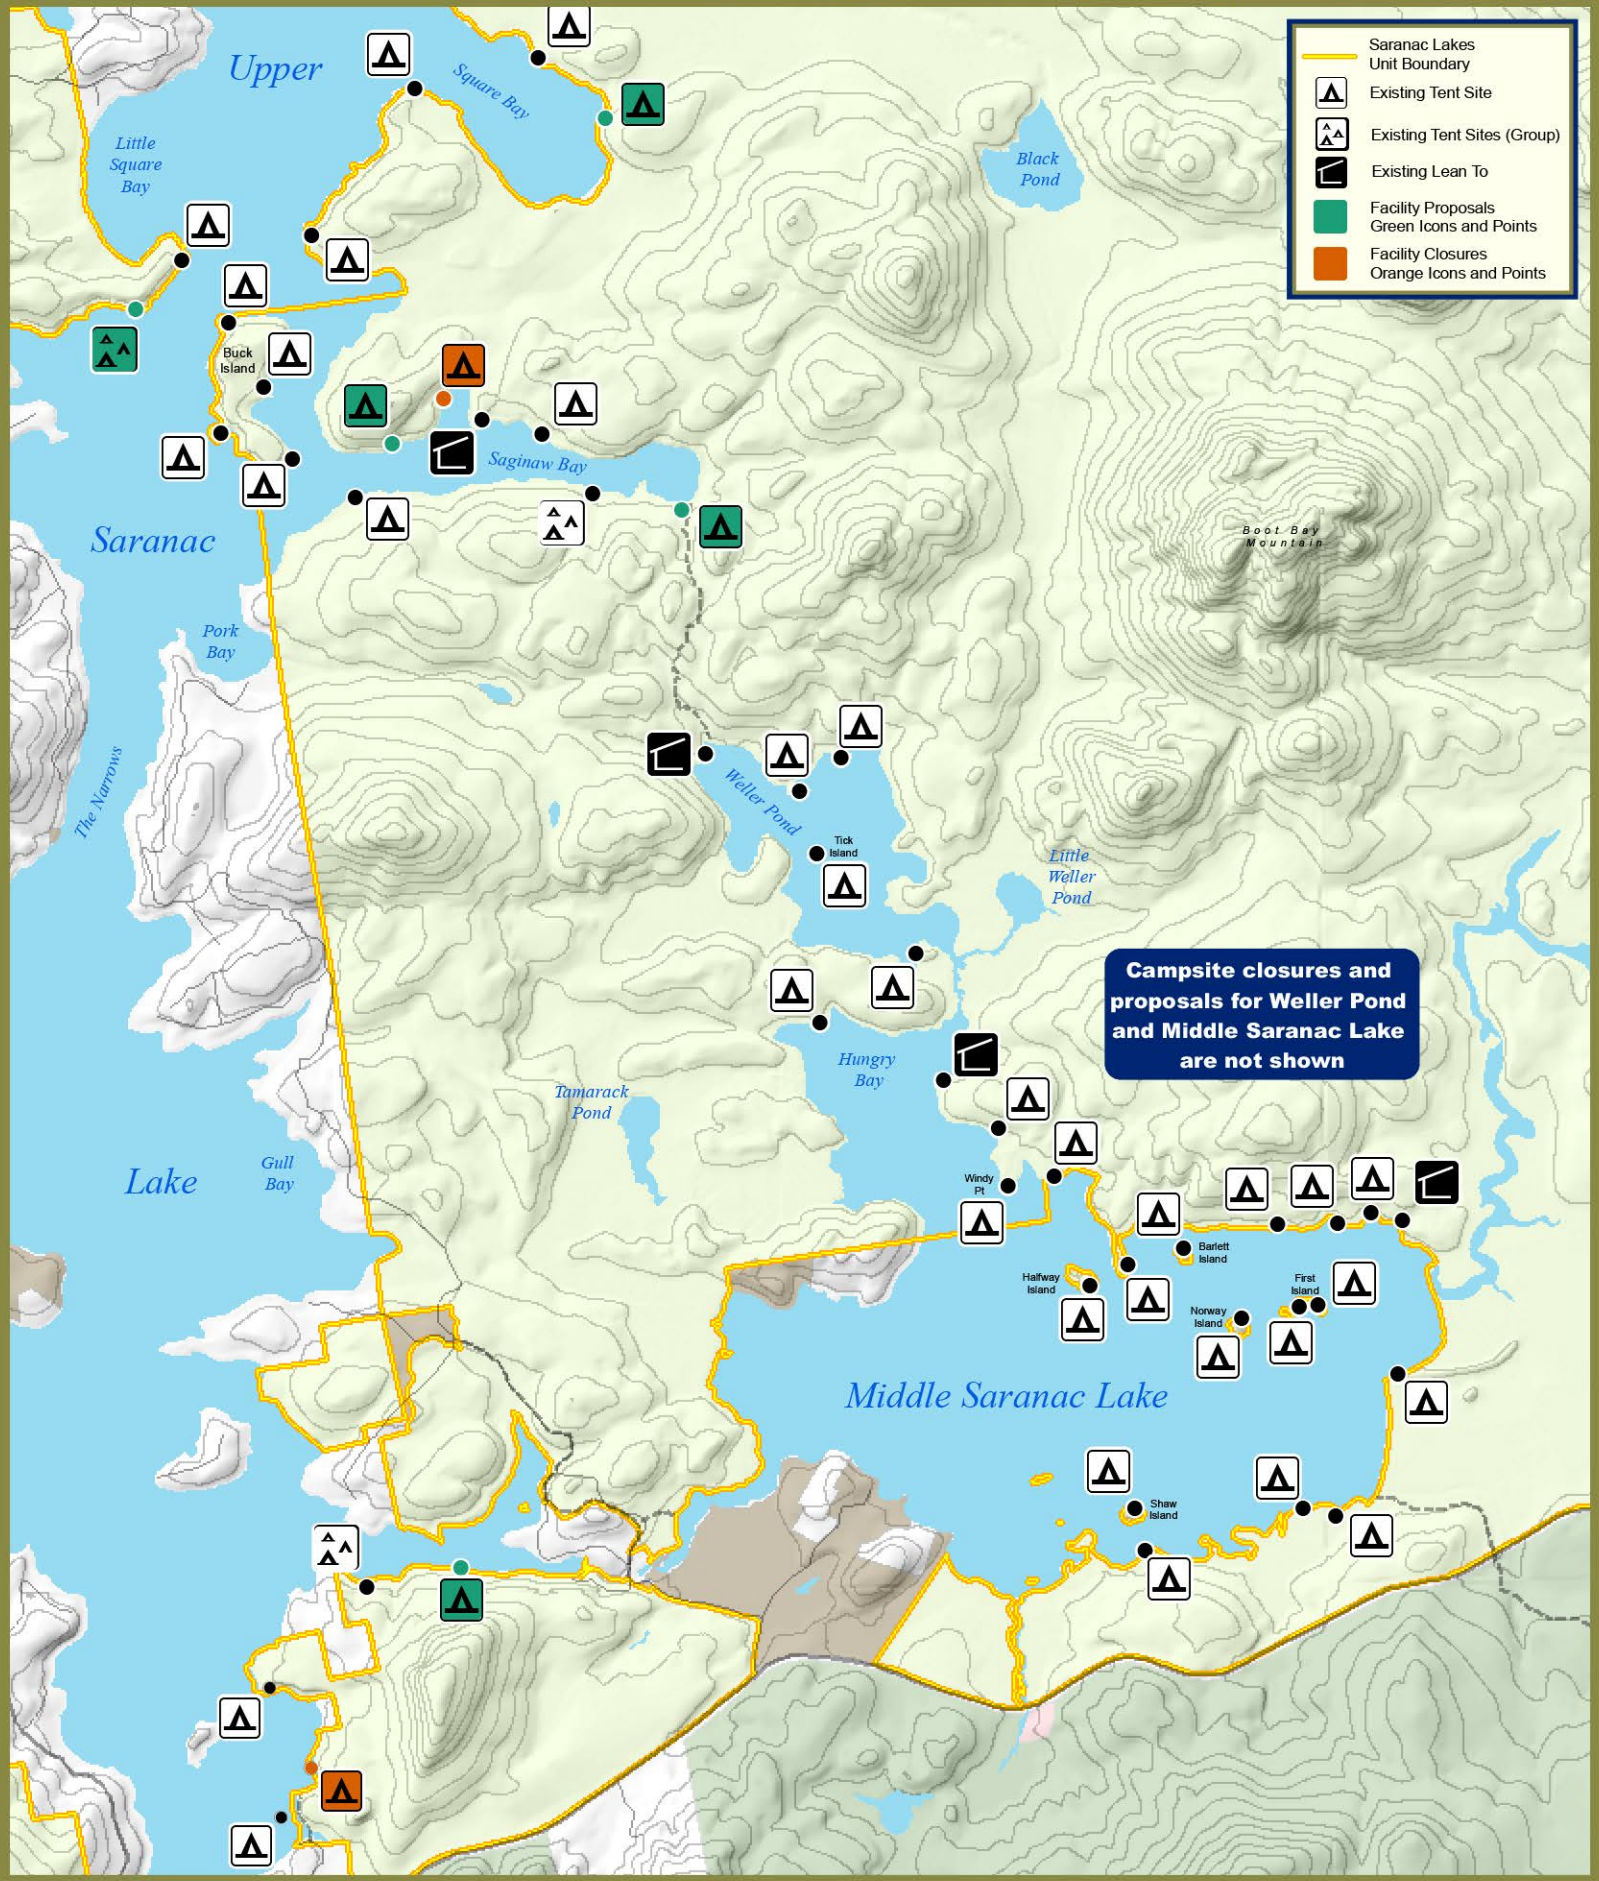 Saranac Lakes
Unit Boundary
Existing Tent Site
Existing Tent Sites (Group)
Existing Lean To
Facility Proposals
Green Icons and Points
Facility Closures
Orange Icons and Points
Upper
Square Bay
Little
Square
Bay
Black
Pond
Buck
Island
Saginaw Bay
Saranac
Boot Bay
Mountain
Pork
Bay
The Narrows
Weller Pond
Tick
Island
Little
Weller
Pond
Campsite closures and
proposals for Weller Pond
and Middle Saranac Lake
are not shown
Hungry
Bay
Tamarack
Pond
Lake
Gull
Bay
Windy
Pt
Barlett
Island
Halfway
Island
First
Island
Norway
Island
Middle Saranac Lake
Shaw
Island